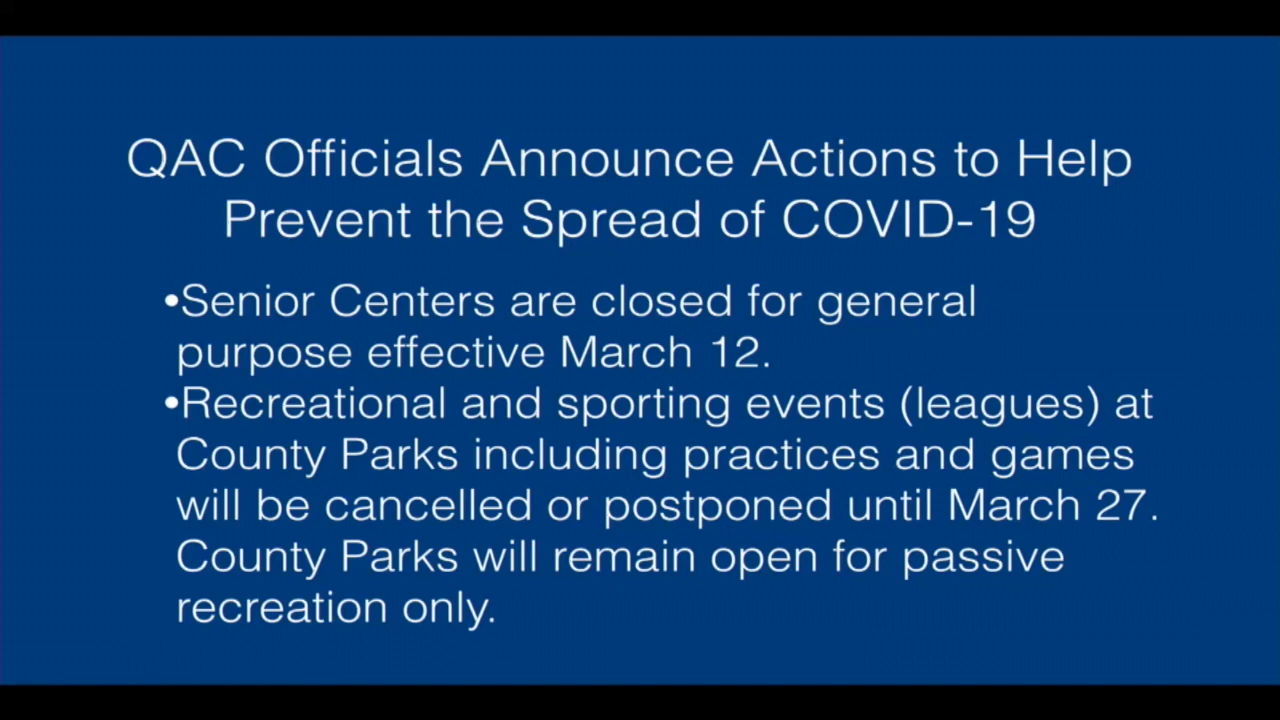 QAC Officials Announce Actions to Help
Prevent the Spread of COVID-19
•Senior Centers are closed for general
purpose effective March 12.
•Recreational and sporting events (leagues) at
County Parks including practices and games
will be cancelled or postponed until March 27.
County Parks will remain open for passive
recreation only.